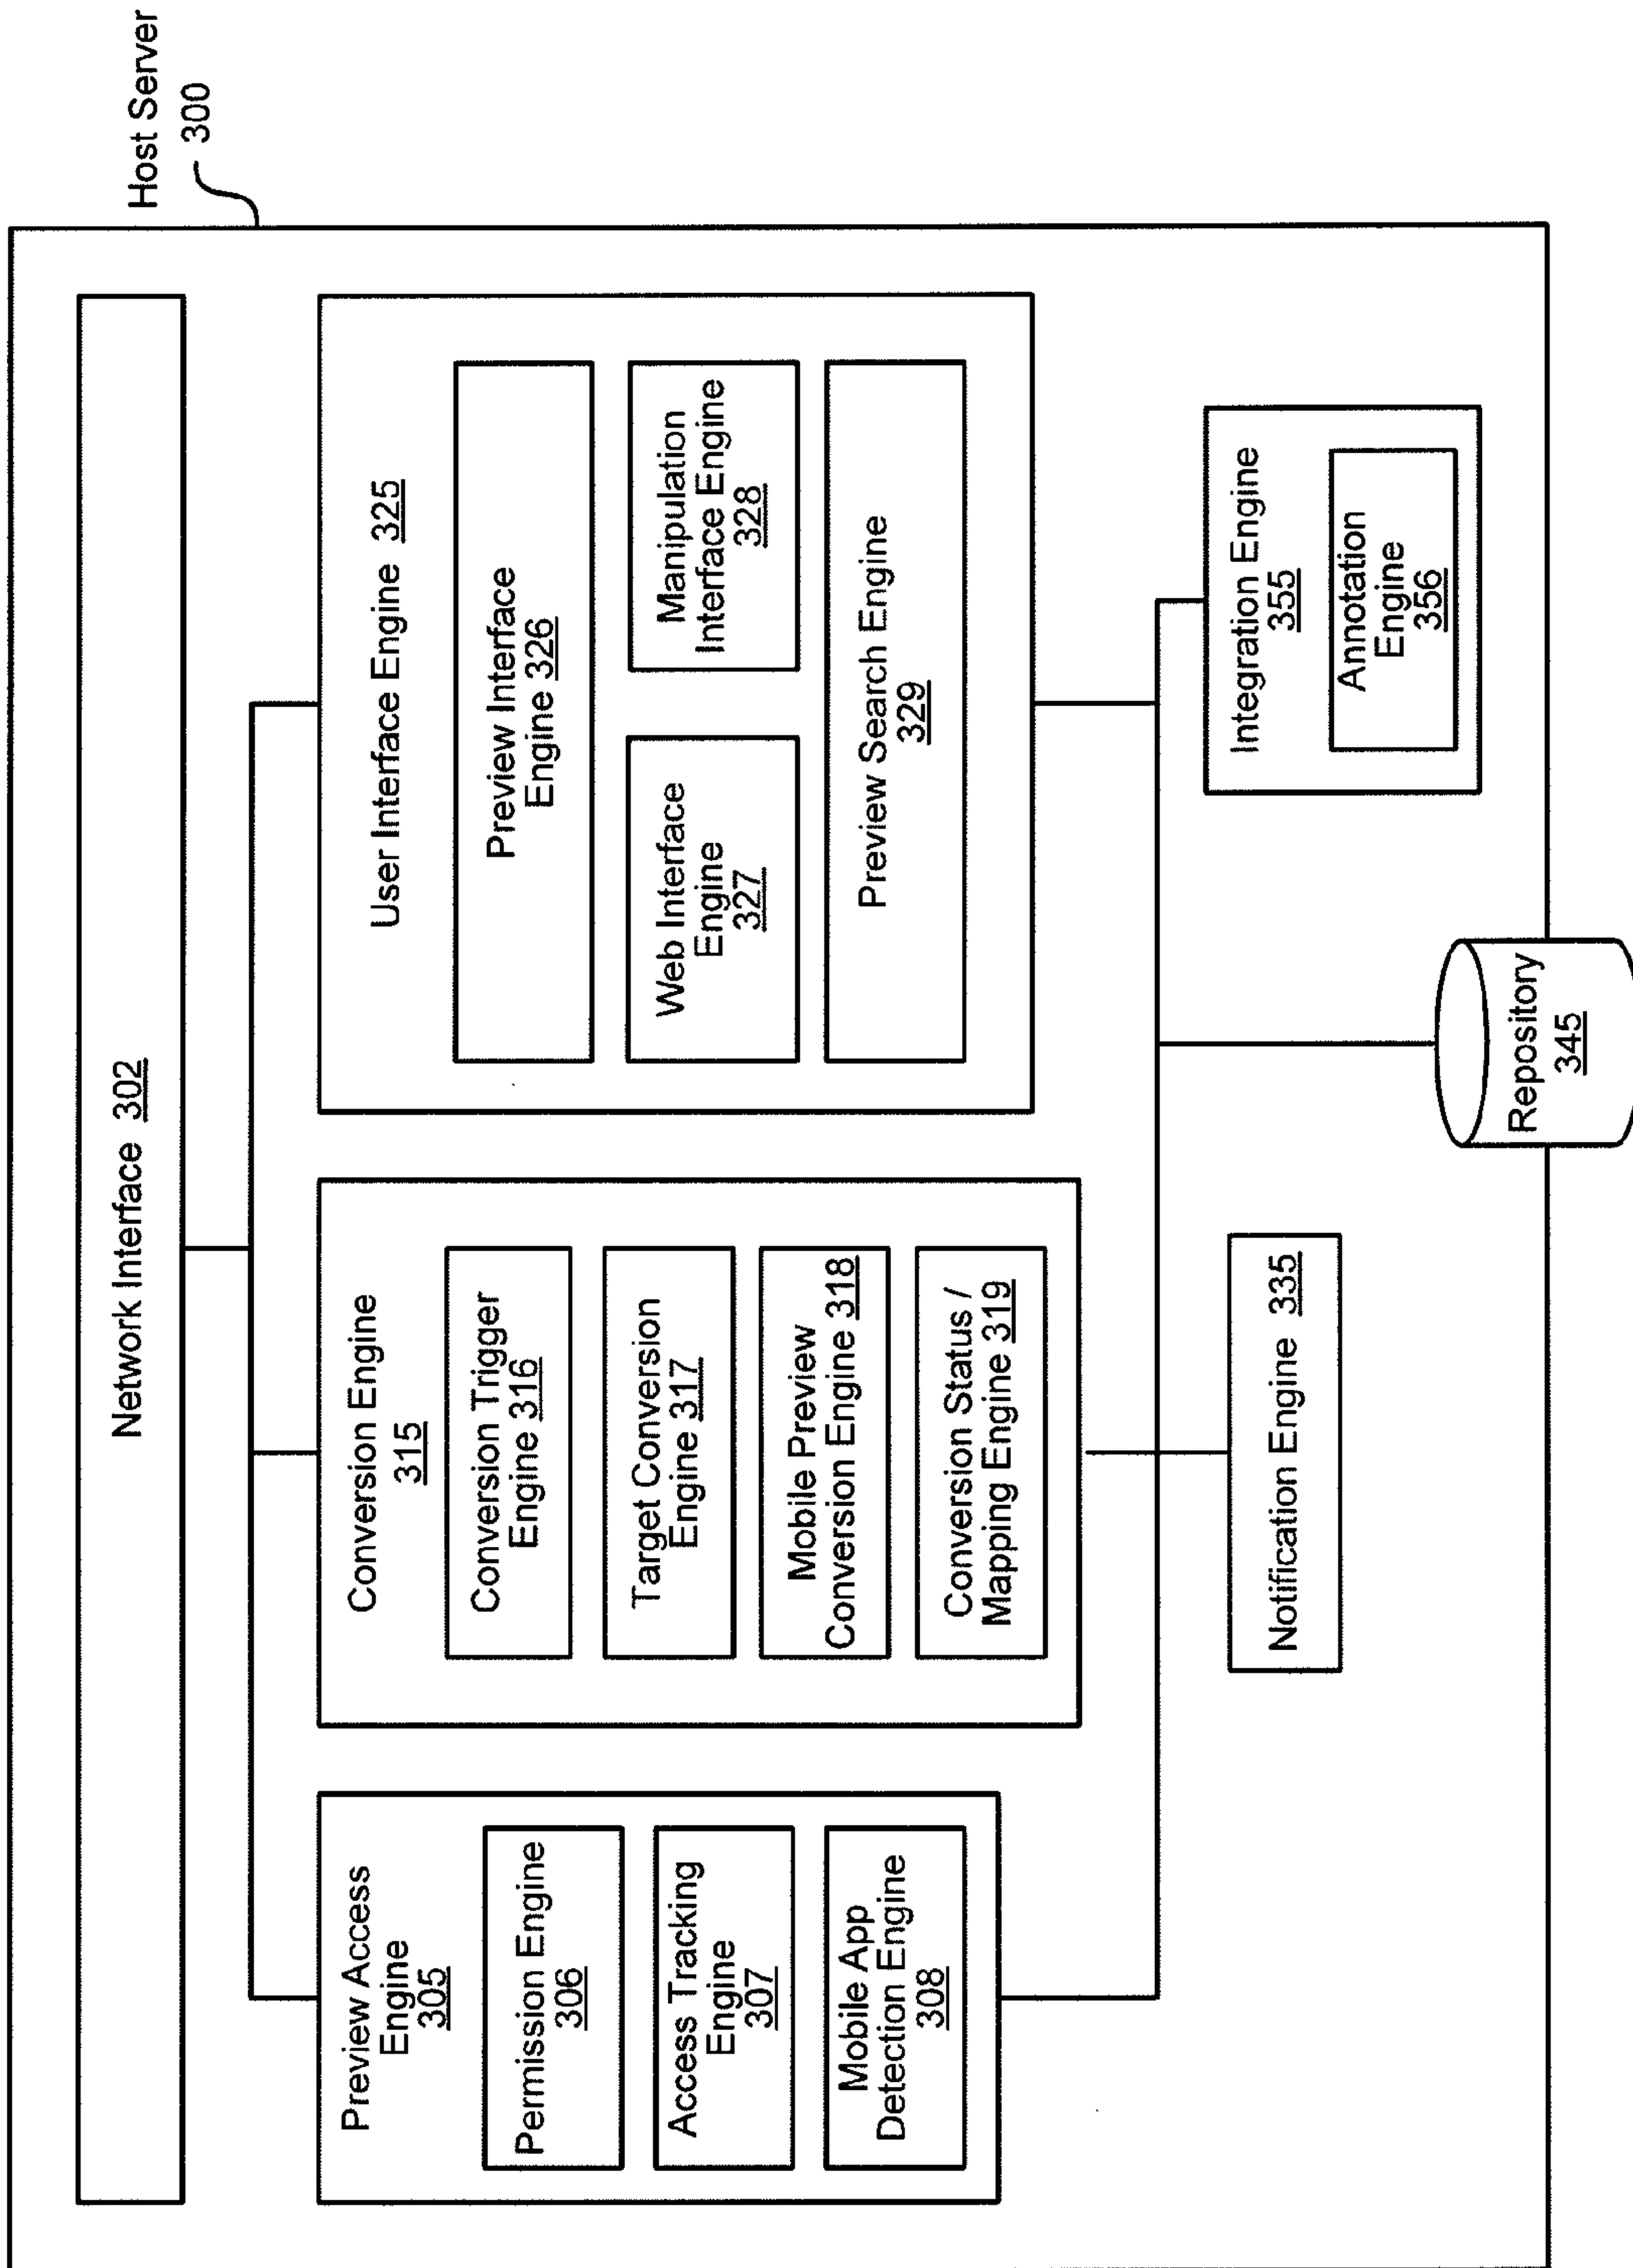 Host Server
300
Network Interface 302
Preview Access
Engine
305
Permission Engine
306
Access Tracking
Engine
307
Mobile App
Detection Engine
308
Conversion Engine
315
Conversion Trigger
Engine 316
Target Conversion
Engine 317
Mobile Preview
Conversion Engine 318
Conversion Status /
Mapping Engine 319
User Interface Engine 325
Preview Interface
Engine 326
Web Interface
Engine
327
Manipulation
Interface Engine
328
Preview Search Engine
329
Notification Engine 335
Repository
345
Integration Engine
355
Annotation
Engine
356